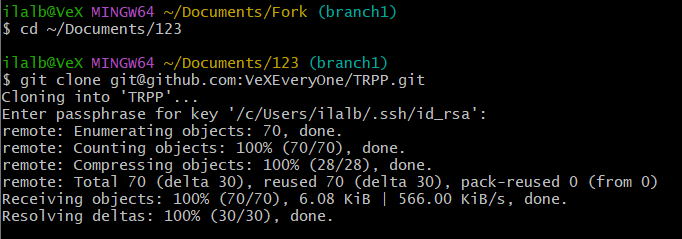 ilalb@VeX MINGW64 ~/Documents/Fork (branch1)
$ cd ~/Documents/123
ilalb@VeX MINGW64 ~/Documents/123 (branch1)
$ git clone git@github.com:VeXEveryOne/TRPP.git
Cloning into 'TRPP'...
Enter passphrase for key '/c/Users/ilalb/.ssh/id_rsa':
remote: Enumerating objects: 70, done.
remote: Counting objects: 100% (70/70), done.
remote: Compressing objects: 100% (28/28), done.
remote: Total 70 (delta 30), reused 70 (delta 30), pack-reused 0 (from 0)
Receiving objects: 100% (70/70), 6.08 KiB | 566.00 KiB/s, done.
Resolving deltas: 100% (30/30), done.